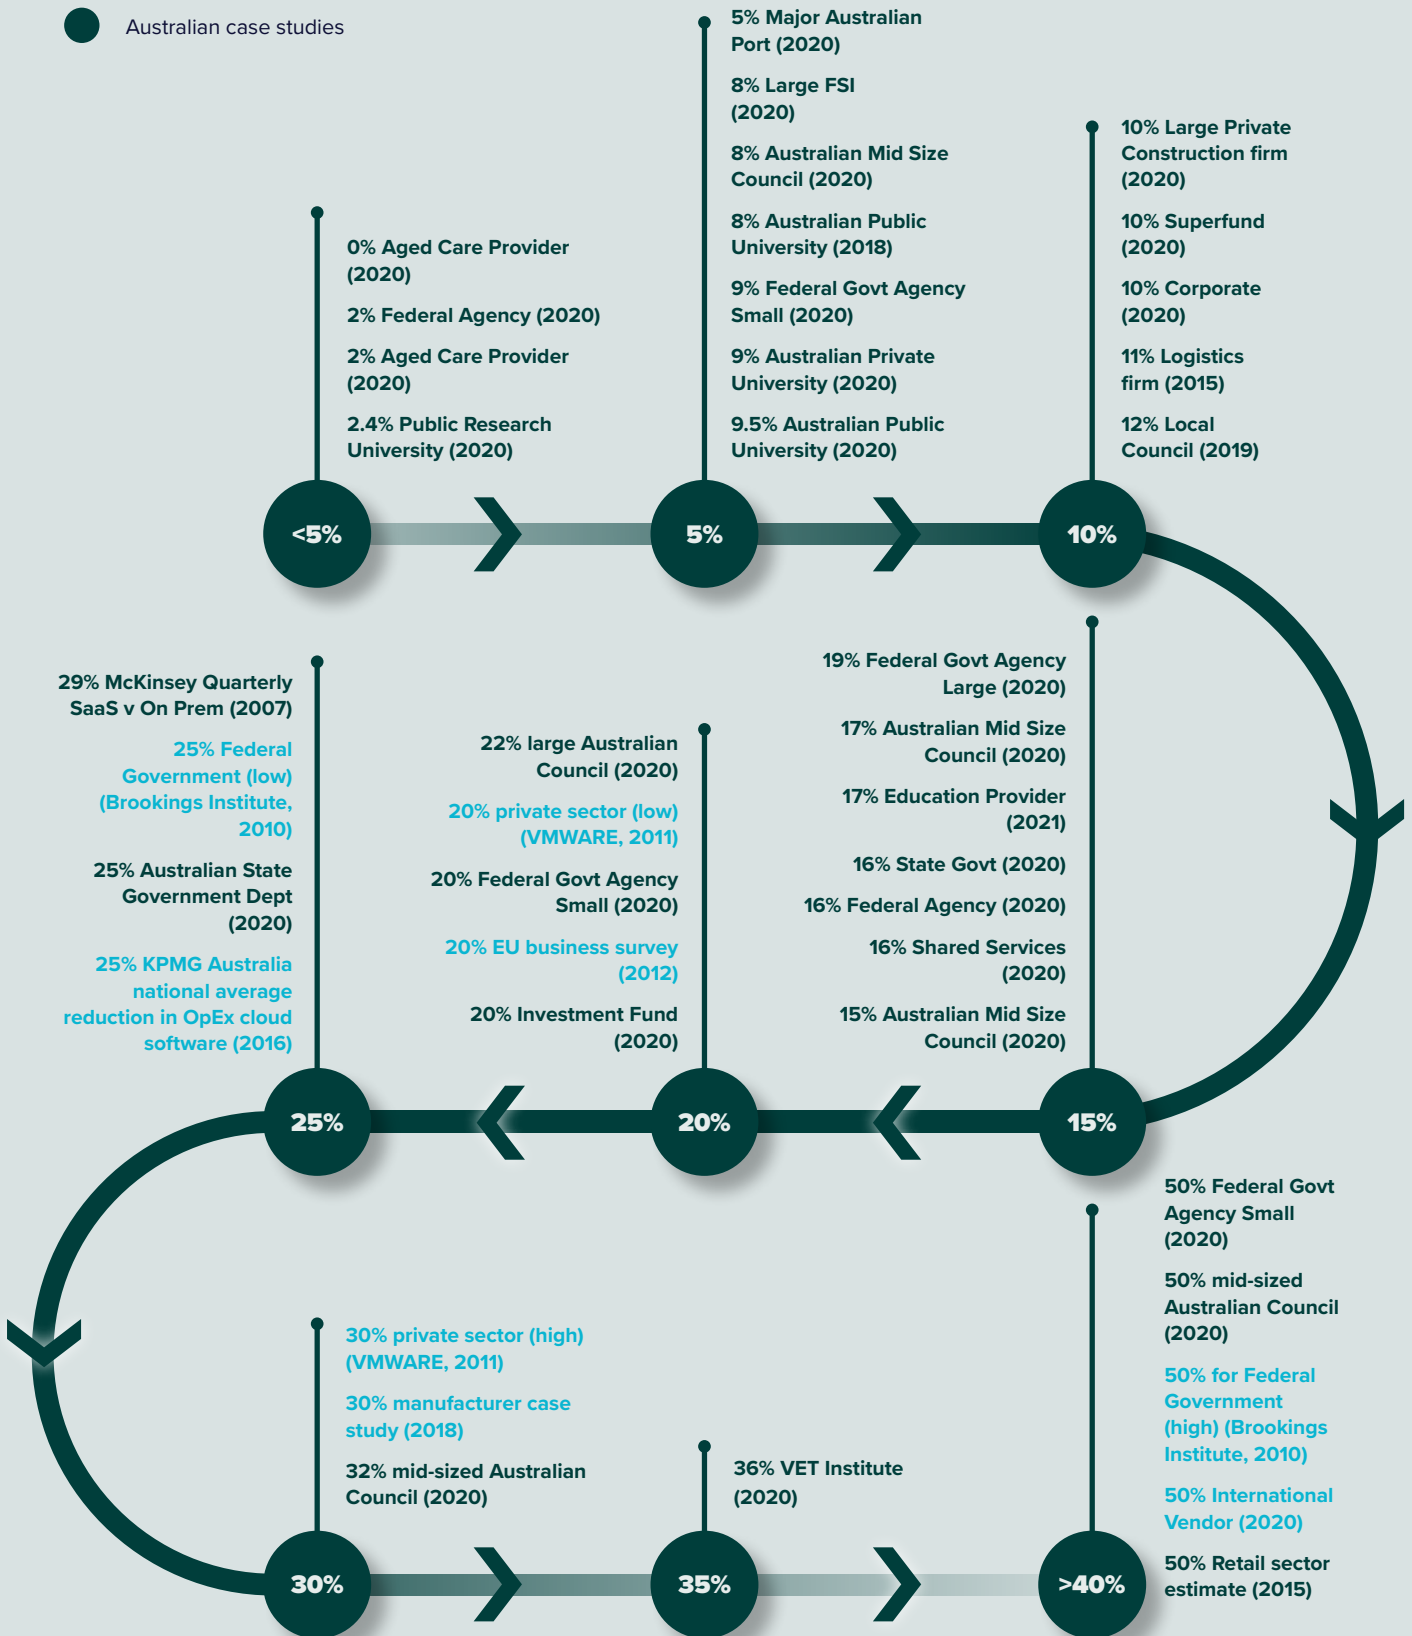 Australian case studies
0% Aged Care Provider
(2020)
2% Federal Agency (2020)
2% Aged Care Provider
(2020)
2.4% Public Research
University (2020)
<5%
5% Major Australian
Port (2020)
8% Large FSI
(2020)
8% Australian Mid Size
Council (2020)
8% Australian Public
University (2018)
9% Federal Govt Agency
Small (2020)
9% Australian Private
University (2020)
9.5% Australian Public
University (2020)
5%
10% Large Private
Construction firm
(2020)
10% Superfund
(2020)
10% Corporate
(2020)
11% Logistics
firm (2015)
12% Local
Council (2019)
10%
19% Federal Govt Agency
Large (2020)
17% Australian Mid Size
Council (2020)
17% Education Provider
(2021)
16% State Govt (2020)
16% Federal Agency (2020)
16% Shared Services
(2020)
15% Australian Mid Size
Council (2020)
15%
22% large Australian
Council (2020)
20% private sector (low)
(VMWARE, 2011)
20% Federal Govt Agency
Small (2020)
20% EU business survey
(2012)
20% Investment Fund
(2020)
20%
29% McKinsey Quarterly
SaaS v On Prem (2007)
25% Federal
Government (low)
(Brookings Institute,
2010)
25% Australian State
Government Dept
(2020)
25% KPMG Australia
national average
reduction in OpEx cloud
software (2016)
25%
30% private sector (high)
(VMWARE, 2011)
30% manufacturer case
study (2018)
32% mid-sized Australian
Council (2020)
30%
36% VET Institute
(2020)
35%
50% Federal Govt
Agency Small
(2020)
50% mid-sized
Australian Council
(2020)
50% for Federal
Government
(high) (Brookings
Institute, 2010)
50% International
Vendor (2020)
50% Retail sector
estimate (2015)
>40%